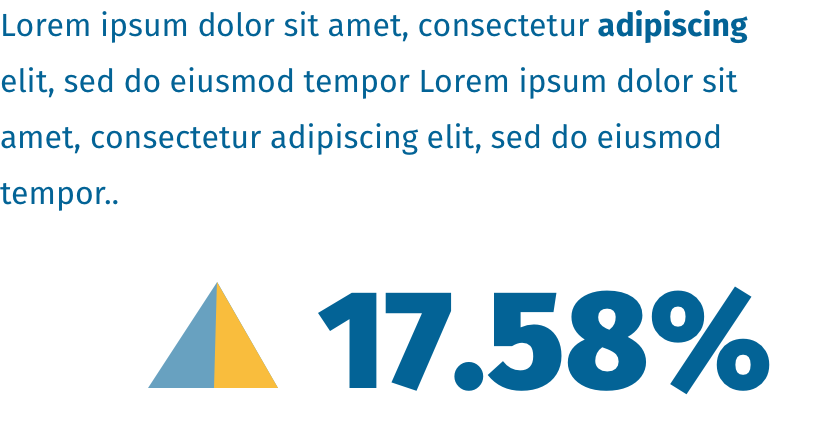 Lorem ipsum dolor sit amet, consectetur adipiscing
elit, sed do eiusmod tempor Lorem ipsum dolor sit
amet, consectetur adipiscing elit, sed do eiusmod
tempor..
17.58%